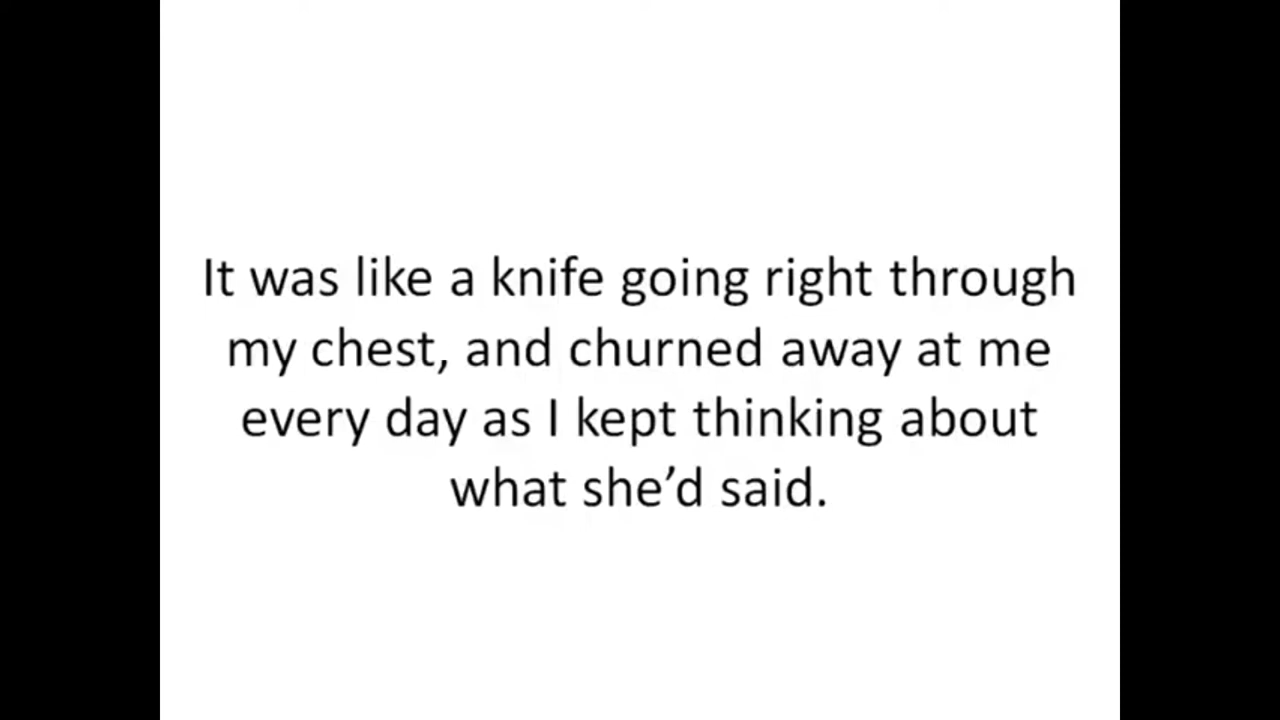 It was like a knife going right through
my chest, and churned away at me
every day as I kept thinking about
what she’d said.